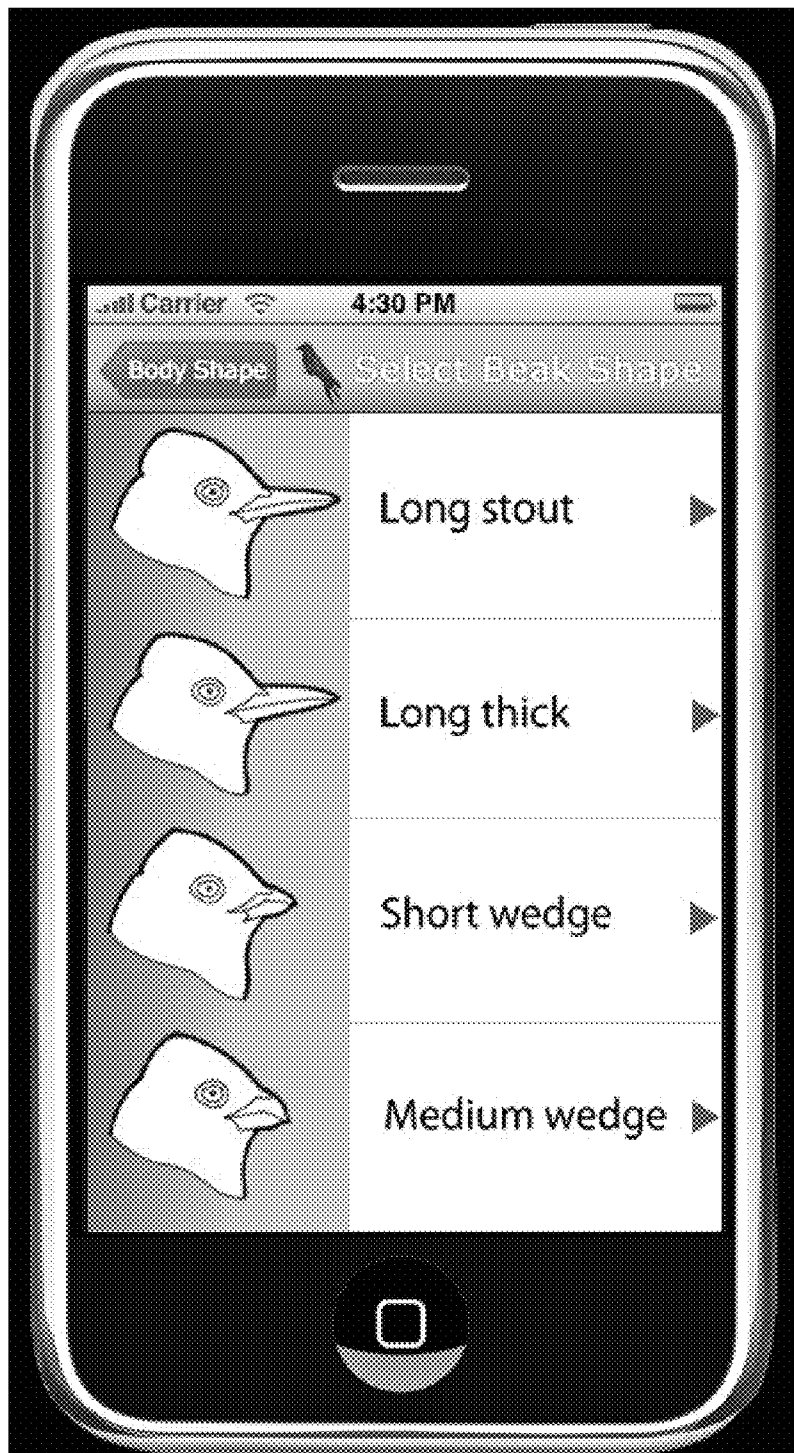 Carrier 4:30 PM
Body Shape Select Beak Shape
Long stout
Long thick
Short wedge
Medium wedge